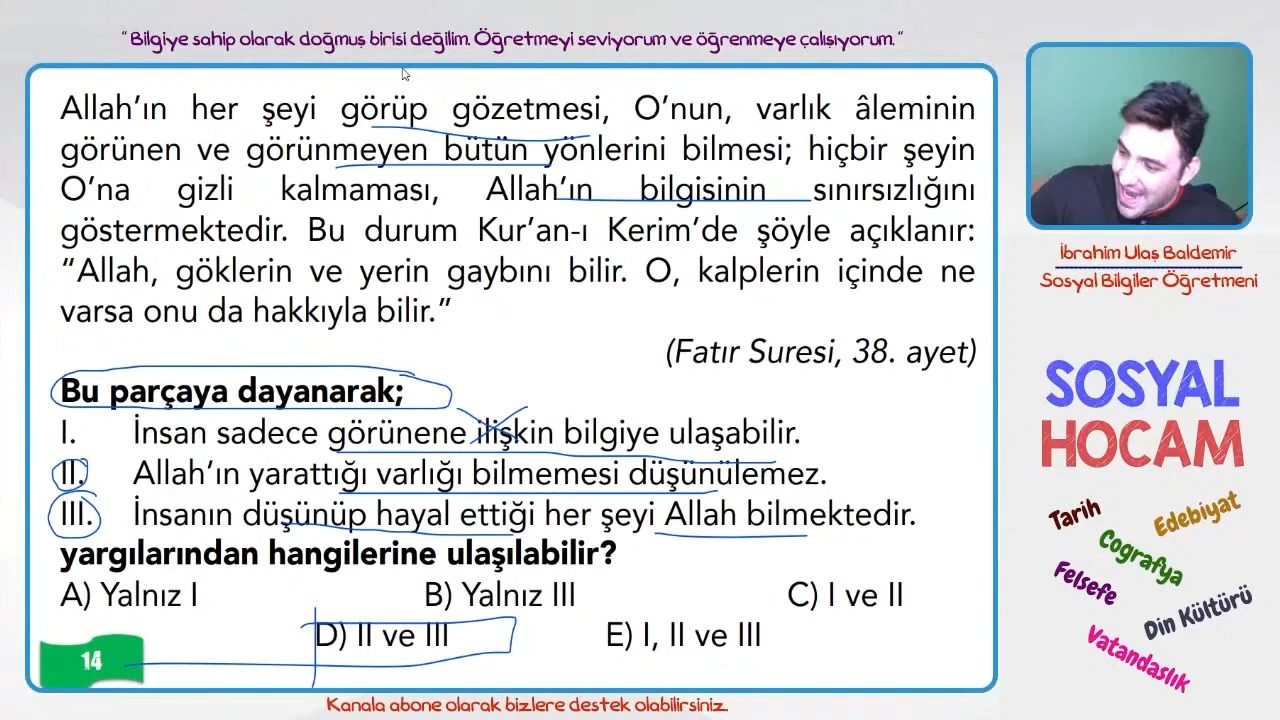 “Bilgiye sahip olarak doğmuş birisi değilim. Öğretmeyi seviyorum ve öğrenmeye çalışıyorum.“
Allah’ın her şeyi görüp gözetmesi, O’nun, varlık âleminin
görünen ve görünmeyen bütün yönlerini bilmesi; hiçbir şeyin
O’na gizli kalmaması, Allah’ın bilgisinin sınırsızlığını
göstermektedir. Bu durum Kur’an-ı Kerim’de şöyle açıklanır:
“Allah, göklerin ve yerin gaybını bilir. O, kalplerin içinde ne
varsa onu da hakkıyla bilir.”
(Fatır Suresi, 38. ayet)
Bu parçaya dayanarak;
I. İnsan sadece görünene ilişkin bilgiye ulaşabilir.
II. Allah’ın yarattığı varlığı bilmemesi düşünülemez.
III. İnsanın düşünüp hayal ettiği her şeyi Allah bilmektedir.
yargılarından hangilerine ulaşılabilir?
A) Yalnız I B) Yalnız III C) I ve II
D) II ve III E) I, II ve III
14
Kanala abone olarak bizlere destek olabilirsiniz.
İbrahim Ulaş Baldemir
Sosyal Bilgiler Öğretmeni
SOSYAL
HOCAM
Tarih
Edebiyat
Coğrafya
Felsefe
Din Kültürü
Vatandaşlık